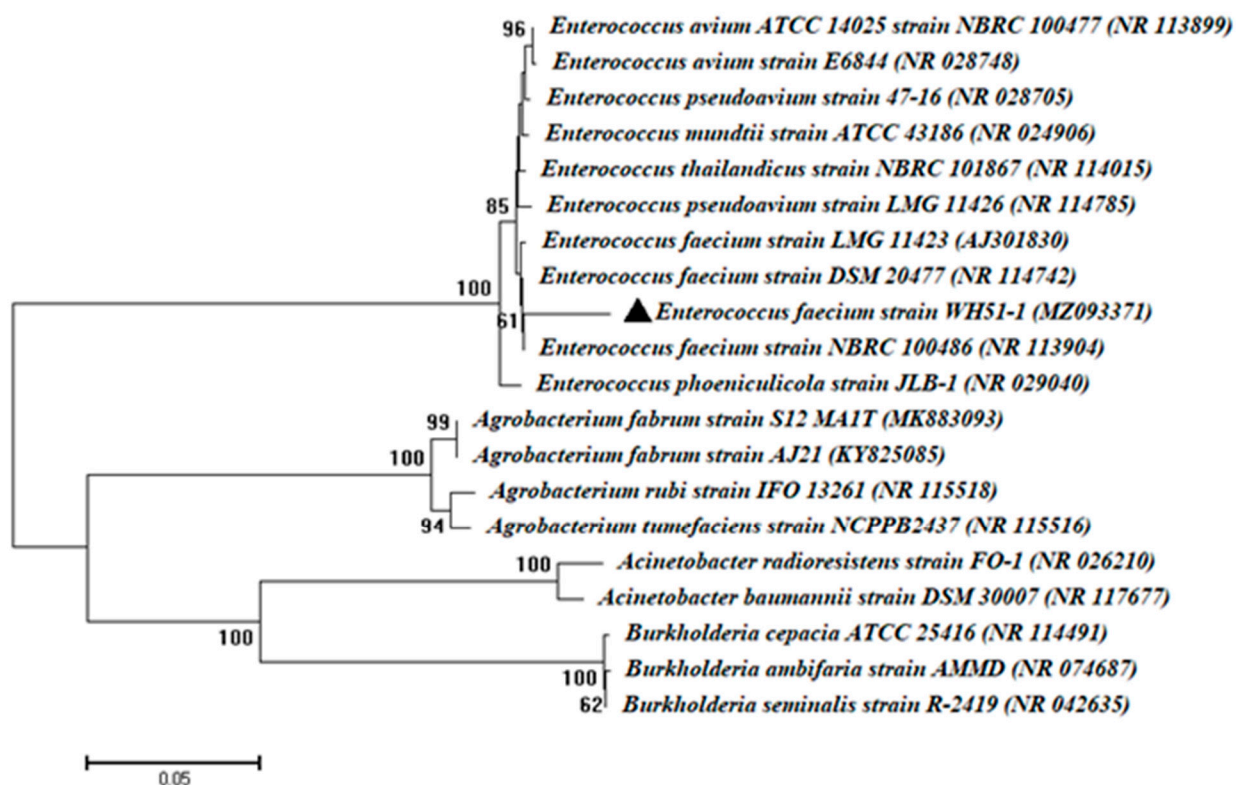 96
Enterococcus avium ATCC 14025 strain NBRC 100477 (NR 113899)
Enterococcus avium strain E6844 (NR 028748)
Enterococcus pseudoavium strain 47-16 (NR 028705)
Enterococcus mundtii strain ATCC 43186 (NR 024906)
Enterococcus thailandicus strain NBRC 101867 (NR 114015)
85
Enterococcus pseudoavium strain LMG 11426 (NR 114785)
Enterococcus faecium strain LMG 11423 (AJ301830)
Enterococcus faecium strain DSM 20477 (NR 114742)
100
Enterococcus faecium strain WH51-1 (MZ093371)
61
Enterococcus faecium strain NBRC 100486 (NR 113904)
Enterococcus phoeniculicola strain JLB-1 (NR 029040)
99
Agrobacterium fabrum strain S12 MA1T (MK883093)
100
Agrobacterium fabrum strain AJ21 (KY825085)
Agrobacterium rubi strain IFO 13261 (NR 115518)
94
Agrobacterium tumefaciens strain NCPPB2437 (NR 115516)
100
Acinetobacter radioresistens strain FO-1 (NR 026210)
Acinetobacter baumannii strain DSM 30007 (NR 117677)
100
Burkholderia cepacia ATCC 25416 (NR 114491)
100
Burkholderia ambifaria strain AMMD (NR 074687)
62
Burkholderia seminalis strain R-2419 (NR 042635)
0.05